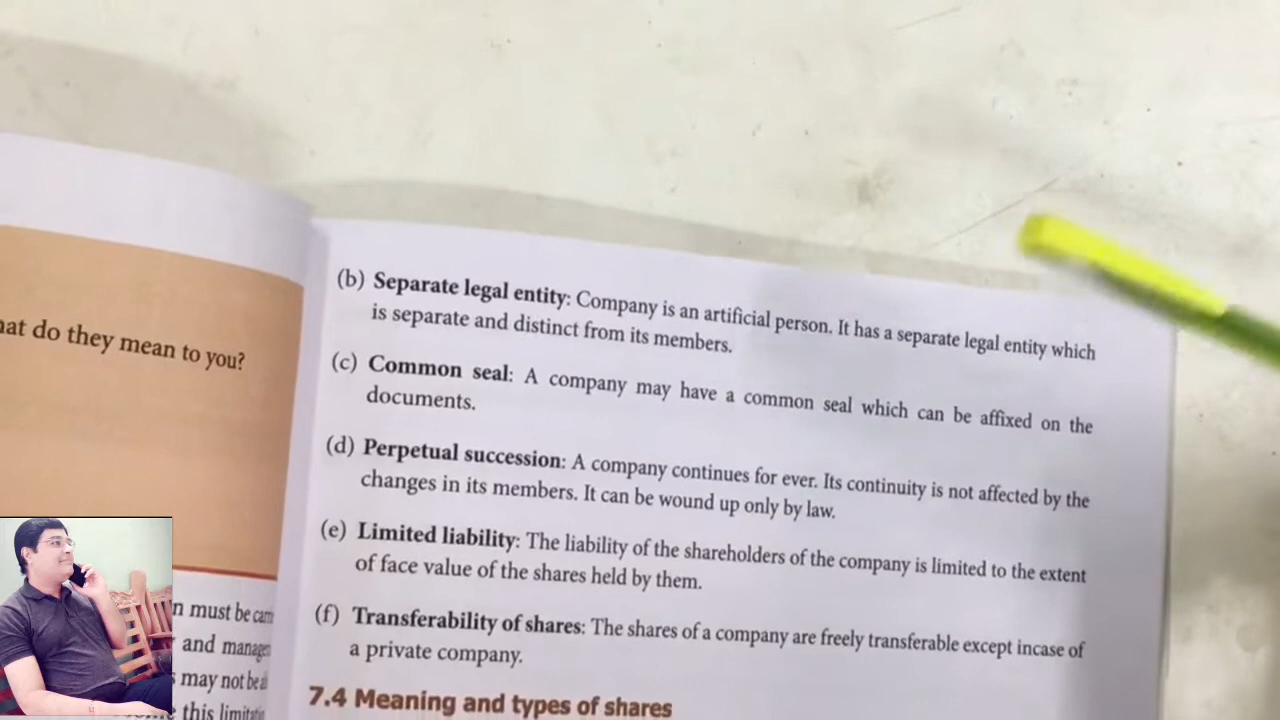 at do they mean to you?
n must be
and
may not be
this
(b) Separate legal entity: Company is an artificial person. It has a separate legal entity which
is separate and distinct from its members.
(c) Common seal: A company may have a common seal which can be affixed on the
documents.
(d) Perpetual succession: A company continues for ever. Its continuity is not affected by the
changes in its members. It can be wound up only by law.
(e) Limited liability: The liability of the shareholders of the company is limited to the extent
of face value of the shares held by them.
(f) Transferability of shares: The shares of a company are freely transferable except incase of
a private company.
7.4 Meaning and types of shares